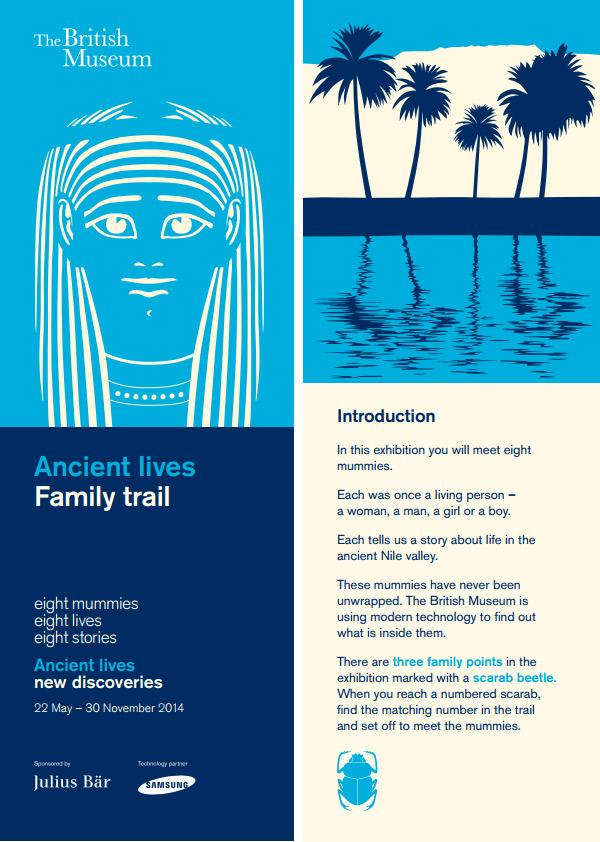 The British
Museum
Ancient lives
Family trail
eight mummies
eight lives
eight stories
Ancient lives
new discoveries
22 May – 30 November 2014
Sponsored by
Julius Bär
Technology partner
SAMSUNG
Introduction
In this exhibition you will meet eight
mummies.
Each was once a living person –
a woman, a man, a girl or a boy.
Each tells us a story about life in the
ancient Nile valley.
These mummies have never been
unwrapped. The British Museum is
using modern technology to find out
what is inside them.
There are three family points in the
exhibition marked with a scarab beetle.
When you reach a numbered scarab,
find the matching number in the trail
and set off to meet the mummies.